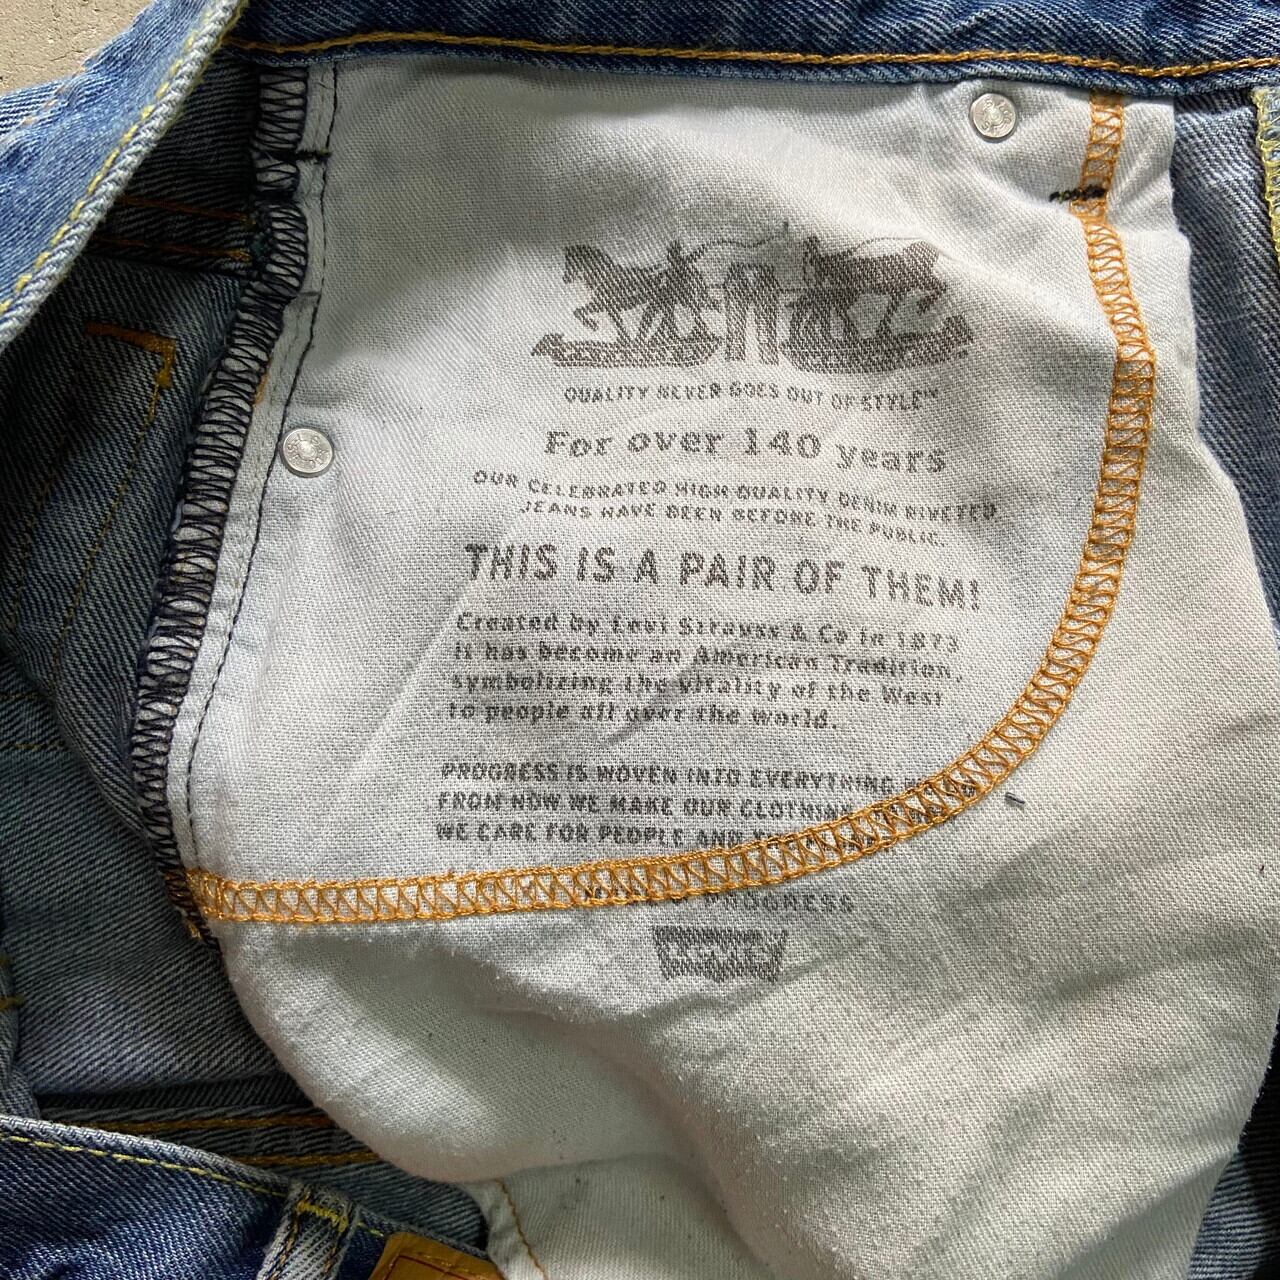 QUALITY NEVER GOES OUT OF STYLE™
For over 140 years
OUR CELEBRATED HIGH QUALITY DENIM RIVETED
JEANS HAVE BEEN BEFORE THE PUBLIC.
THIS IS A PAIR OF THEM!
Created by Levi Strauss & Co in 1873
it has become an American Tradition,
symbolizing the vitality of the West
to people all over the world.
PROGRESS IS WOVEN INTO EVERYTHING
FROM HOW WE MAKE OUR CLOTHING
WE CARE FOR PEOPLE AND
PROGRESS